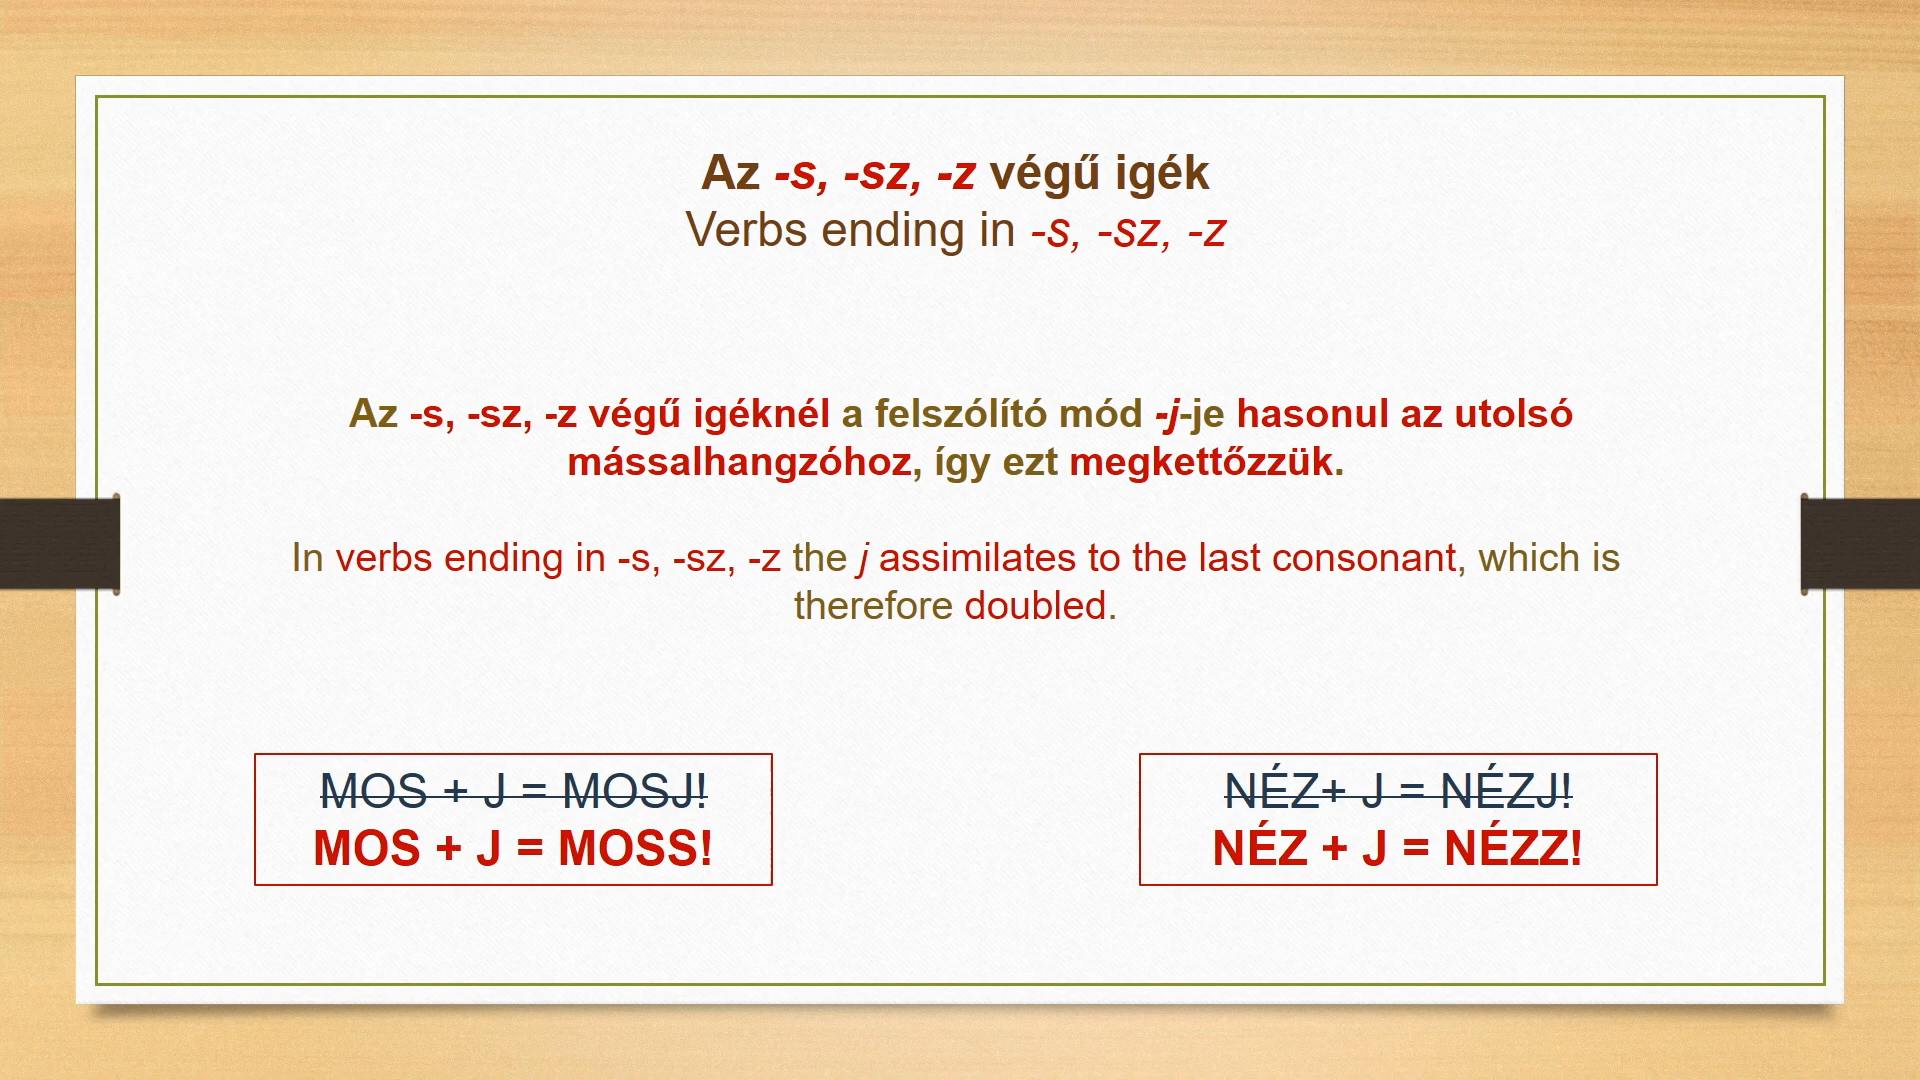 Az -s, -sz, -z végű igék
Verbs ending in -s, -sz, -z
Az -s, -sz, -z végű igéknél a felszólító mód -j-je hasonul az utolsó
mássalhangzóhoz, így ezt megkettőzzük.
In verbs ending in -s, -sz, -z the j assimilates to the last consonant, which is
therefore doubled.
MOS + J = MOSJ!
MOS + J = MOSS!
NÉZ+ J = NÉZJ!
NÉZ + J = NÉZZ!